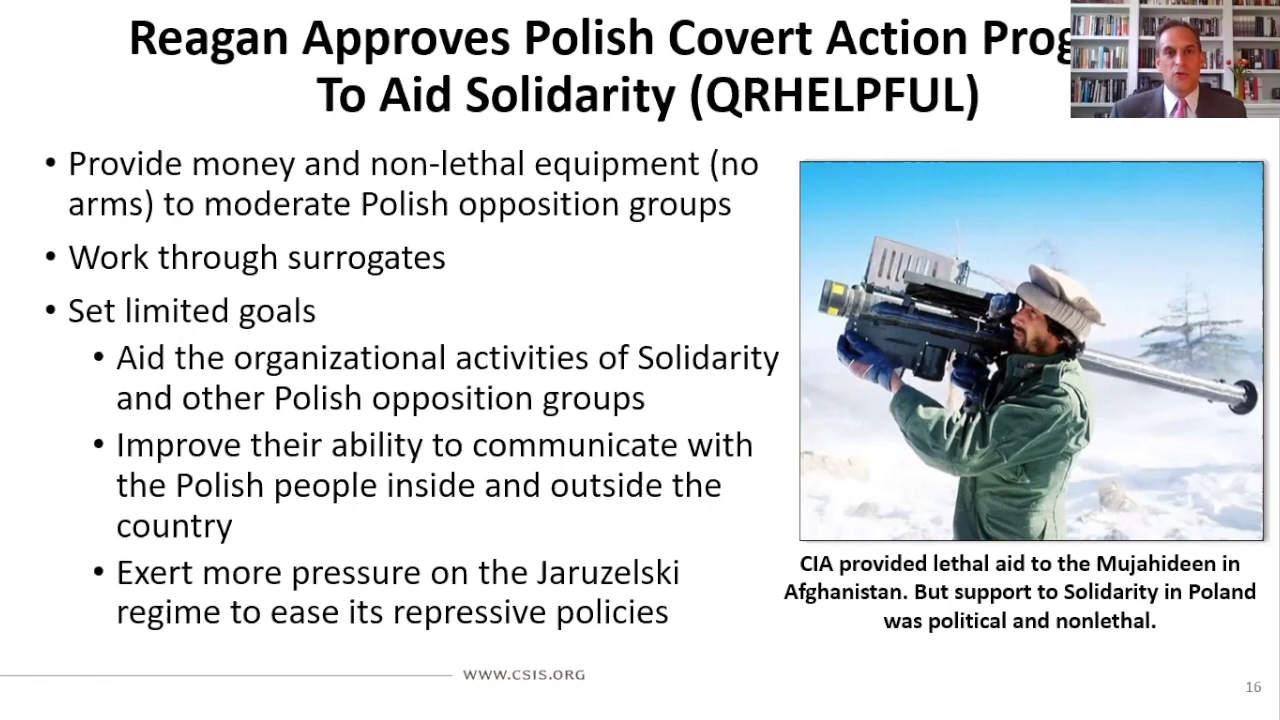 Reagan Approves Polish Covert Action Prog
To Aid Solidarity (QRHELPFUL)
• Provide money and non-lethal equipment (no
arms) to moderate Polish opposition groups
• Work through surrogates
• Set limited goals
• Aid the organizational activities of Solidarity
and other Polish opposition groups
• Improve their ability to communicate with
the Polish people inside and outside the
country
• Exert more pressure on the Jaruzelski
regime to ease its repressive policies
CIA provided lethal aid to the Mujahideen in
Afghanistan. But support to Solidarity in Poland
was political and nonlethal.
WWW.CSIS.ORG
16